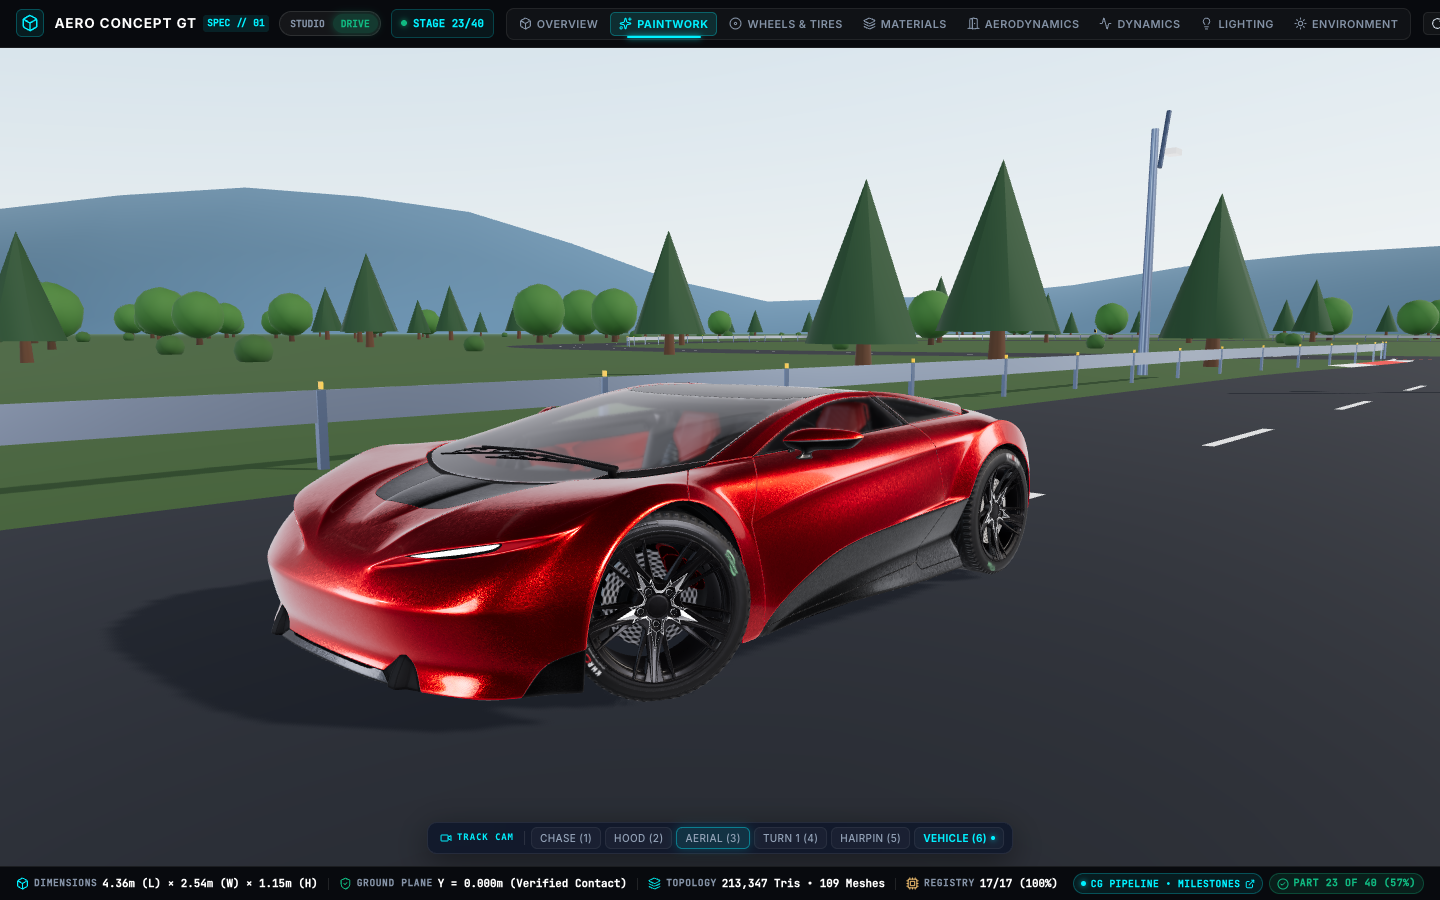 AERO CONCEPT GT SPEC // 01 STUDIO DRIVE STAGE 23/40 OVERVIEW PAINTWORK WHEELS & TIRES MATERIALS AERODYNAMICS DYNAMICS LIGHTING ENVIRONMENT
TRACK CAM CHASE (1) HOOD (2) AERIAL (3) TURN 1 (4) HAIRPIN (5) VEHICLE (6)
DIMENSIONS 4.36m (L) × 2.54m (W) × 1.15m (H) GROUND PLANE Y = 0.000m (Verified Contact) TOPOLOGY 213,347 Tris • 109 Meshes REGISTRY 17/17 (100%) CG PIPELINE • MILESTONES PART 23 OF 40 (57%)